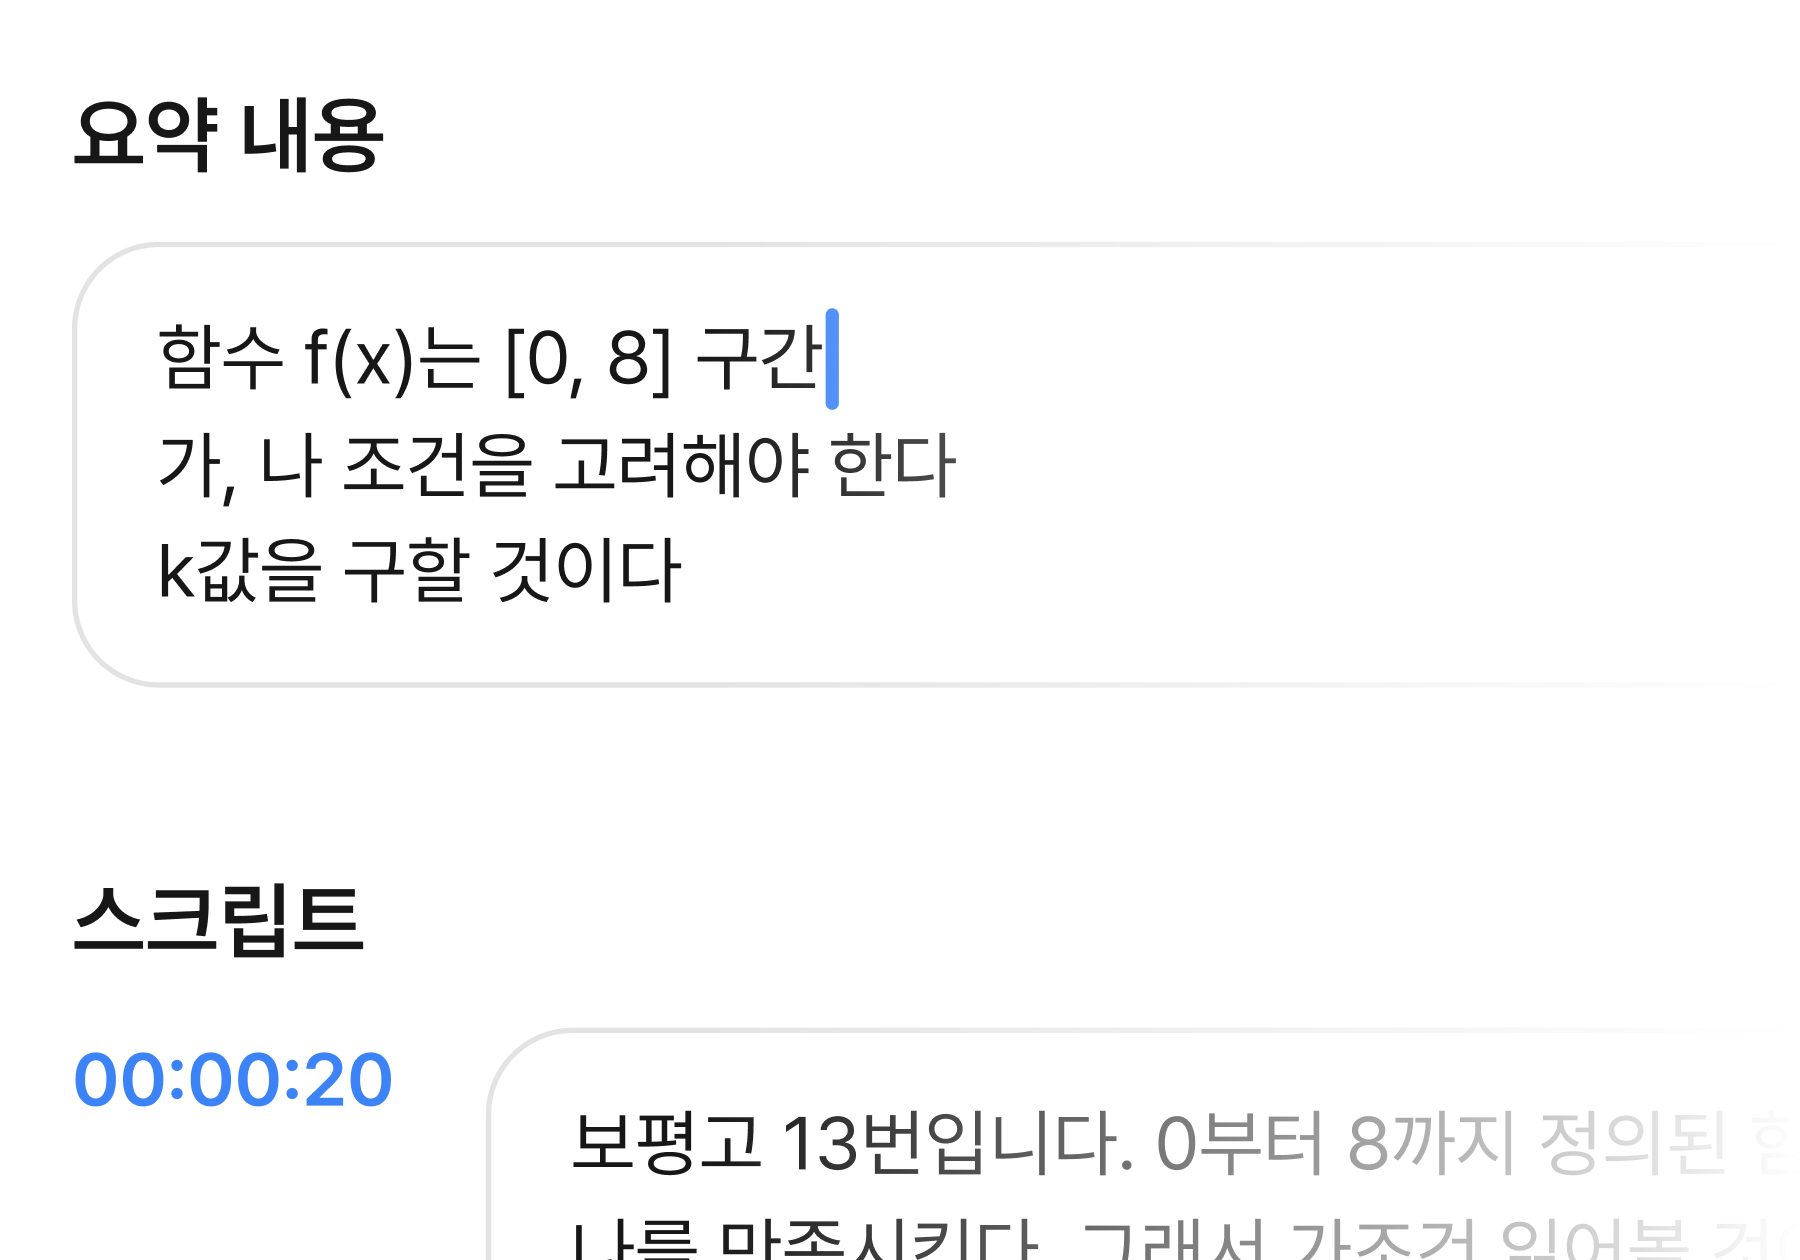 요약 내용
함수 f(x)는 [0, 8] 구간
가, 나 조건을 고려해야 한다
k값을 구할 것이다
스크립트
00:00:20
보평고 13번입니다. 0부터 8까지 정의된
나를 만족시킨다. 그래서 가조건 읽어볼